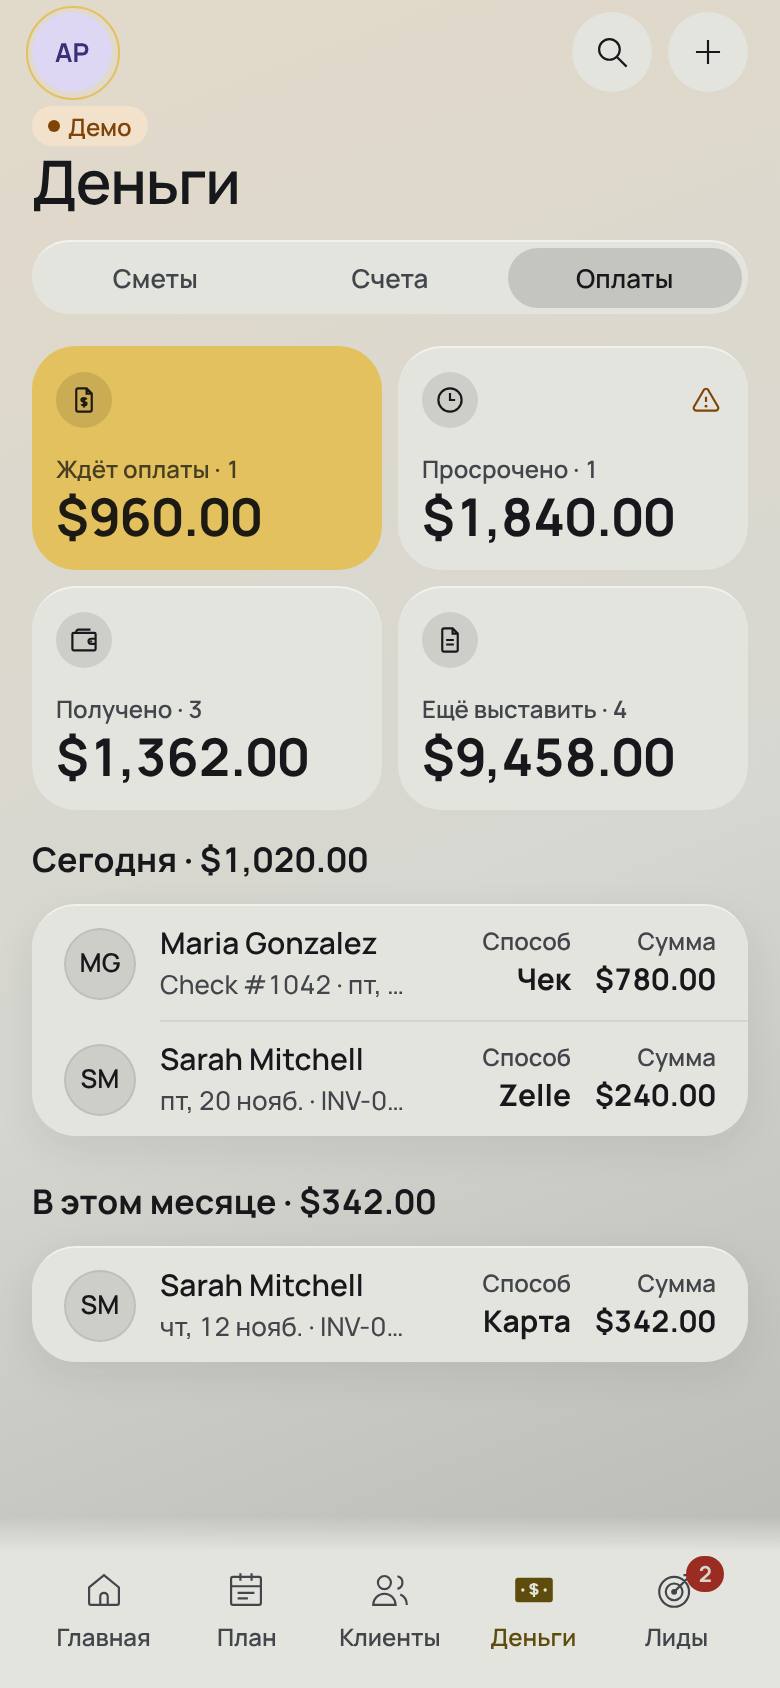 AP
Демо
Деньги
Сметы Счета Оплаты
Ждёт оплаты · 1
$960.00
Просрочено · 1
$1,840.00
Получено · 3
$1,362.00
Ещё выставить · 4
$9,458.00
Сегодня · $1,020.00
MG
Maria Gonzalez
Check #1042 · пт, ...
Способ
Чек
Сумма
$780.00
SM
Sarah Mitchell
пт, 20 нояб. · INV-0...
Способ
Zelle
Сумма
$240.00
В этом месяце · $342.00
SM
Sarah Mitchell
чт, 12 нояб. · INV-0...
Способ
Карта
Сумма
$342.00
2
Главная План Клиенты Деньги Лиды